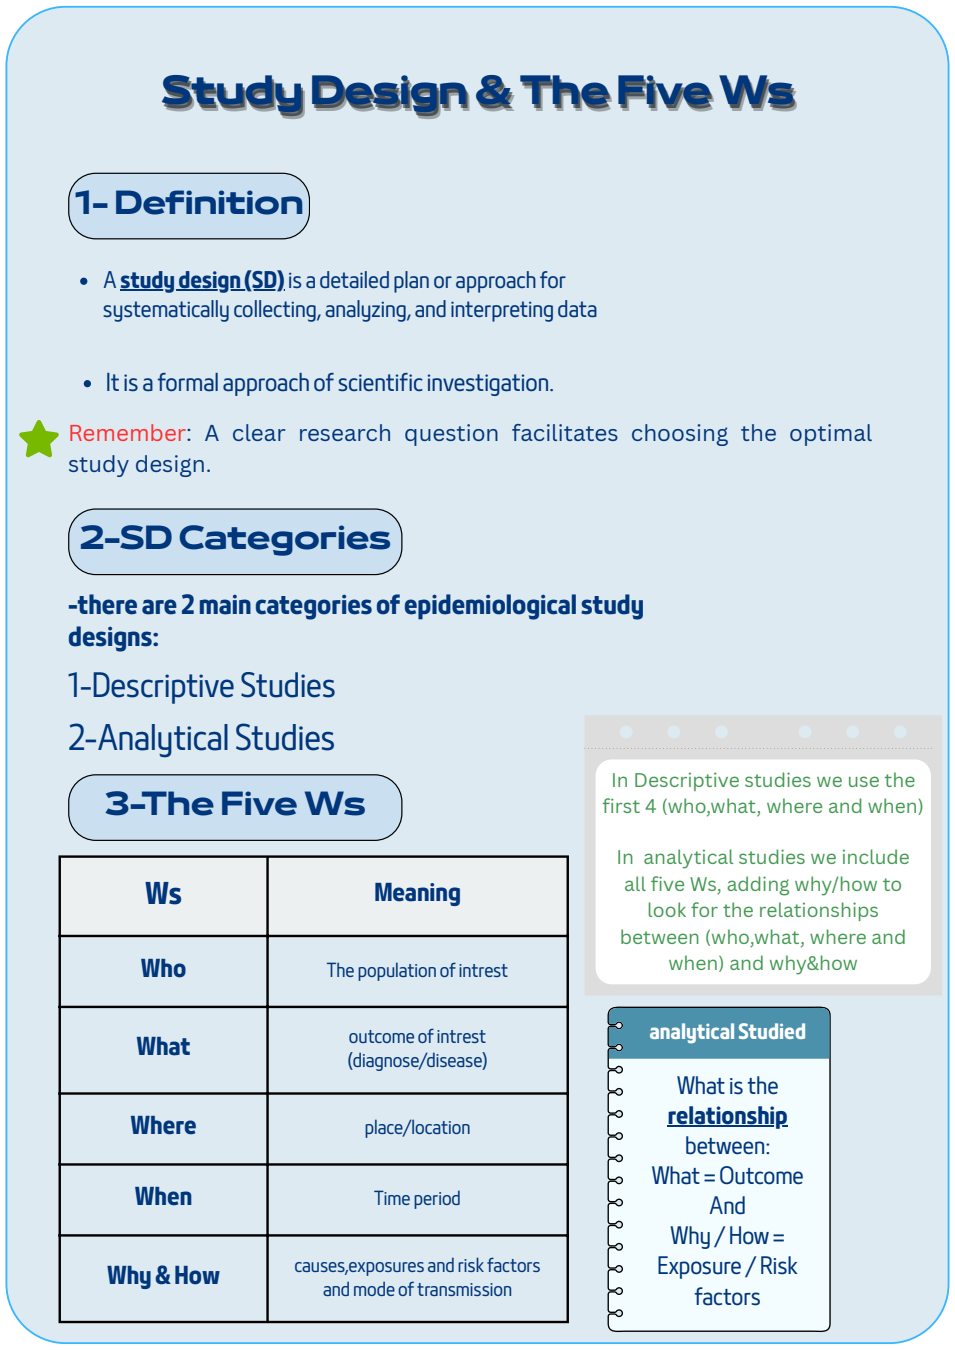 Study Design & The Five Ws
1- Definition
• A study design (SD) is a detailed plan or approach for
systematically collecting, analyzing, and interpreting data
• It is a formal approach of scientific investigation.
Remember: A clear research question facilitates choosing the optimal
study design.
2-SD Categories
-there are 2 main categories of epidemiological study
designs:
1-Descriptive Studies
2-Analytical Studies
3-The Five Ws
Ws
Meaning
Who
The population of intrest
What
outcome of intrest
(diagnose/disease)
Where
place/location
When
Time period
Why & How
causes,exposures and risk factors
and mode of transmission
In Descriptive studies we use the
first 4 (who,what, where and when)
In analytical studies we include
all five Ws, adding why/how to
look for the relationships
between (who,what, where and
when) and why&how
analytical Studied
What is the
relationship
between:
What = Outcome
And
Why / How =
Exposure / Risk
factors